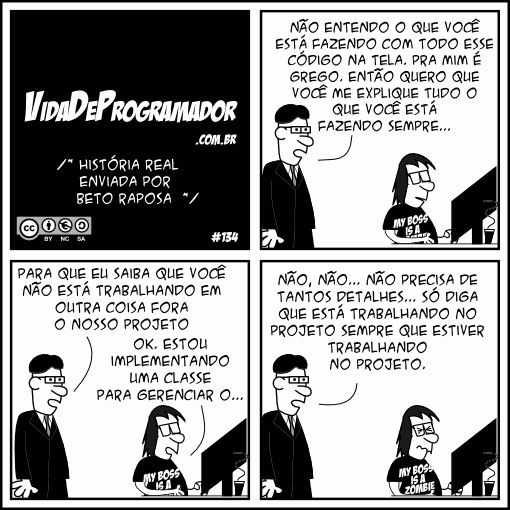 VIDADEPROGRAMADOR
.COM.BR
/* HISTÓRIA REAL
ENVIADA POR
BETO RAPOSA */
CC
BY NC SA
#134
NÃO ENTENDO O QUE VOCÊ
ESTÁ FAZENDO COM TODO ESSE
CÓDIGO NA TELA. PRA MIM É
GREGO. ENTÃO QUERO QUE
VOCÊ ME EXPLIQUE TUDO O
QUE VOCÊ ESTÁ
FAZENDO SEMPRE...
MY BOSS
IS A
PARA QUE EU SAIBA QUE VOCÊ
NÃO ESTÁ TRABALHANDO EM
OUTRA COISA FORA
O NOSSO PROJETO
OK. ESTOU
IMPLEMENTANDO
UMA CLASSE
PARA GERENCIAR O...
MY BOSS
NÃO, NÃO... NÃO PRECISA DE
TANTOS DETALHES... SÓ DIGA
QUE ESTÁ TRABALHANDO NO
PROJETO SEMPRE QUE ESTIVER
TRABALHANDO
NO PROJETO.
MY BOSS
IS A
ZOMBIE